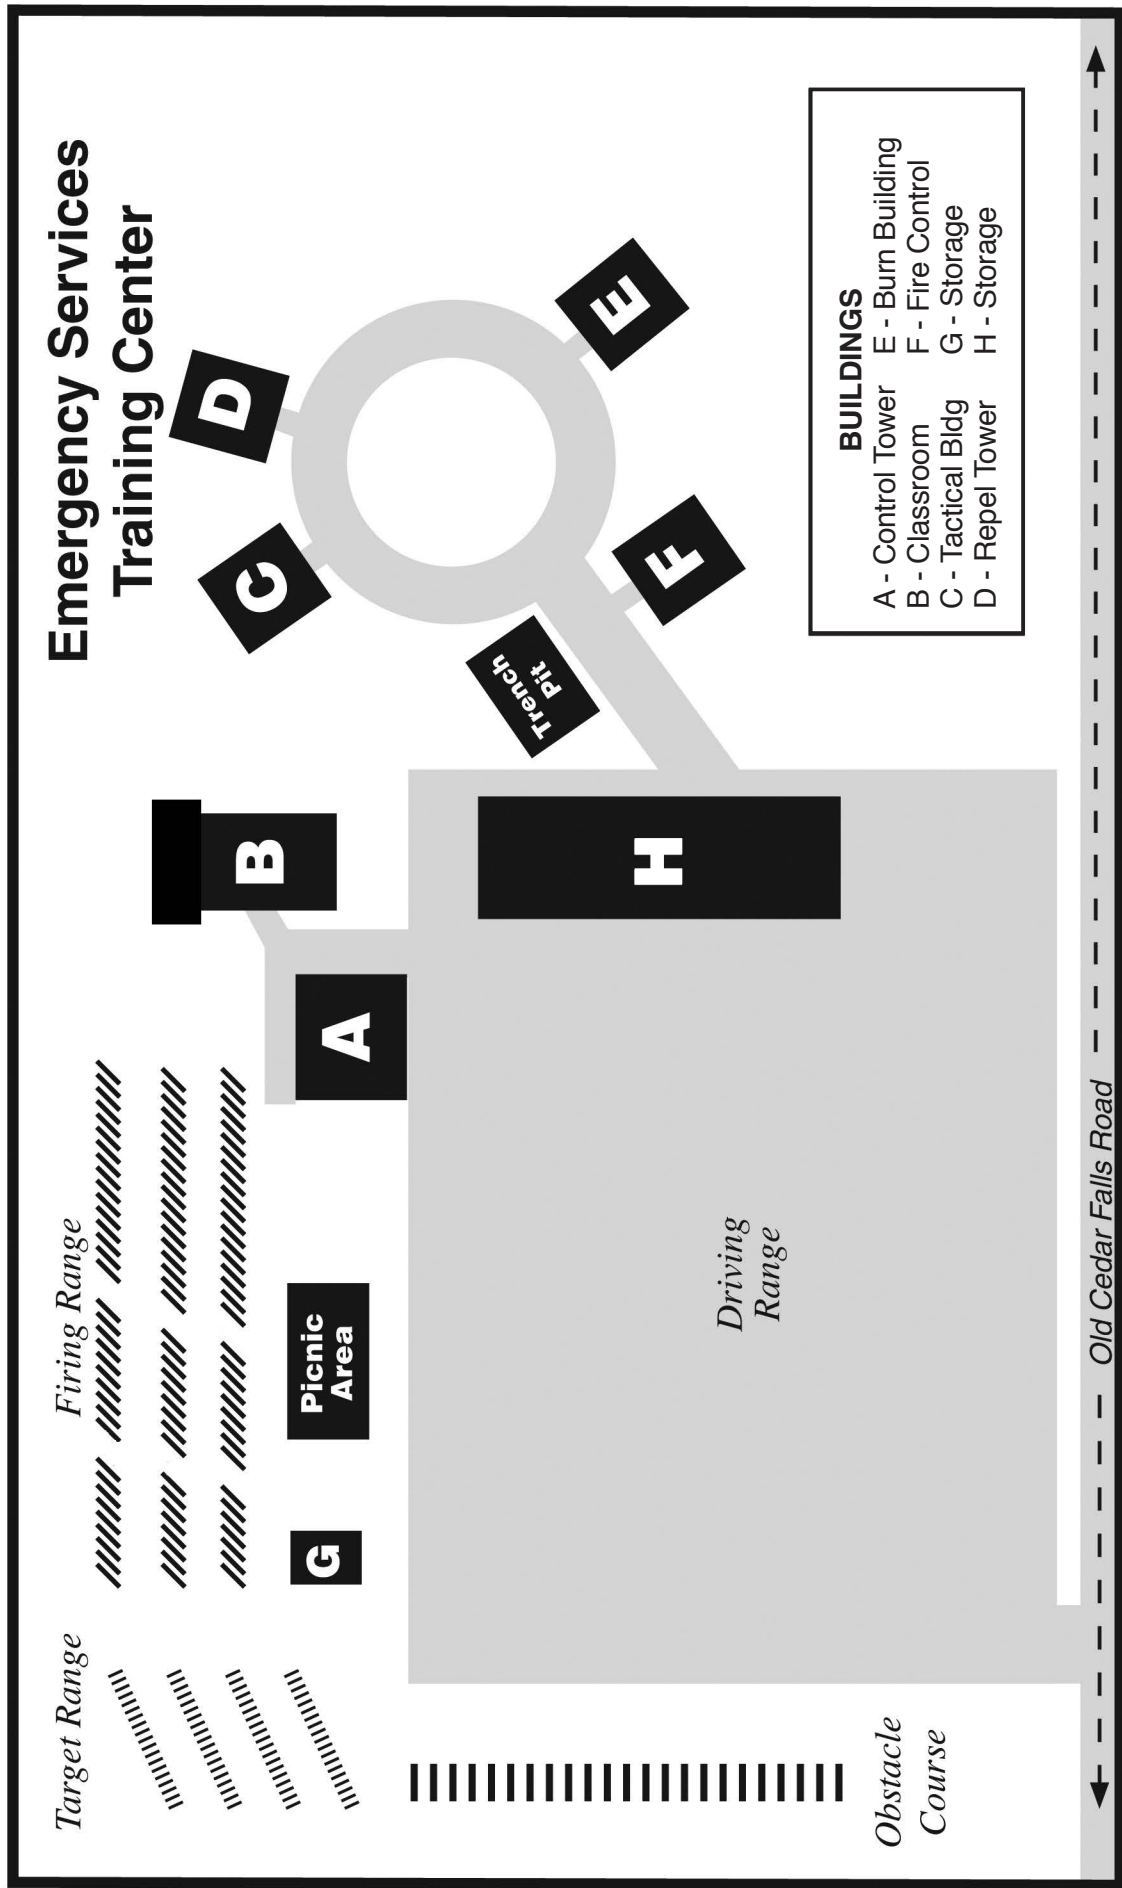 Emergency Services
Training Center
Target Range
Firing Range
G
Picnic
Area
A
B
C
D
E
F
Trench
Pit
H
Driving
Range
Obstacle
Course
BUILDINGS
A - Control Tower E - Burn Building
B - Classroom F - Fire Control
C - Tactical Bldg G - Storage
D - Repel Tower H - Storage
Old Cedar Falls Road